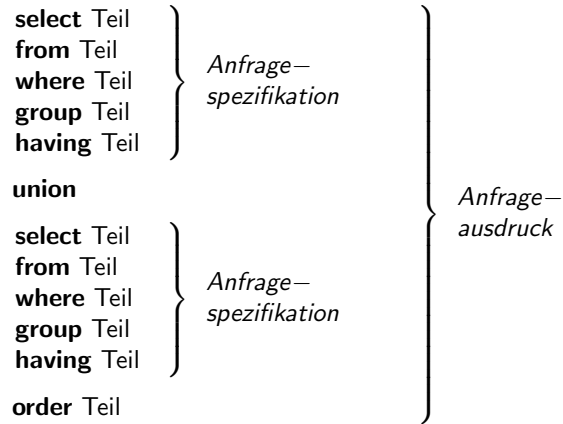 select Teil
from Teil
where Teil
group Teil
having Teil
Anfrage−
spezifikation
union
select Teil
from Teil
where Teil
group Teil
having Teil
Anfrage−
spezifikation
order Teil
Anfrage−
ausdruck